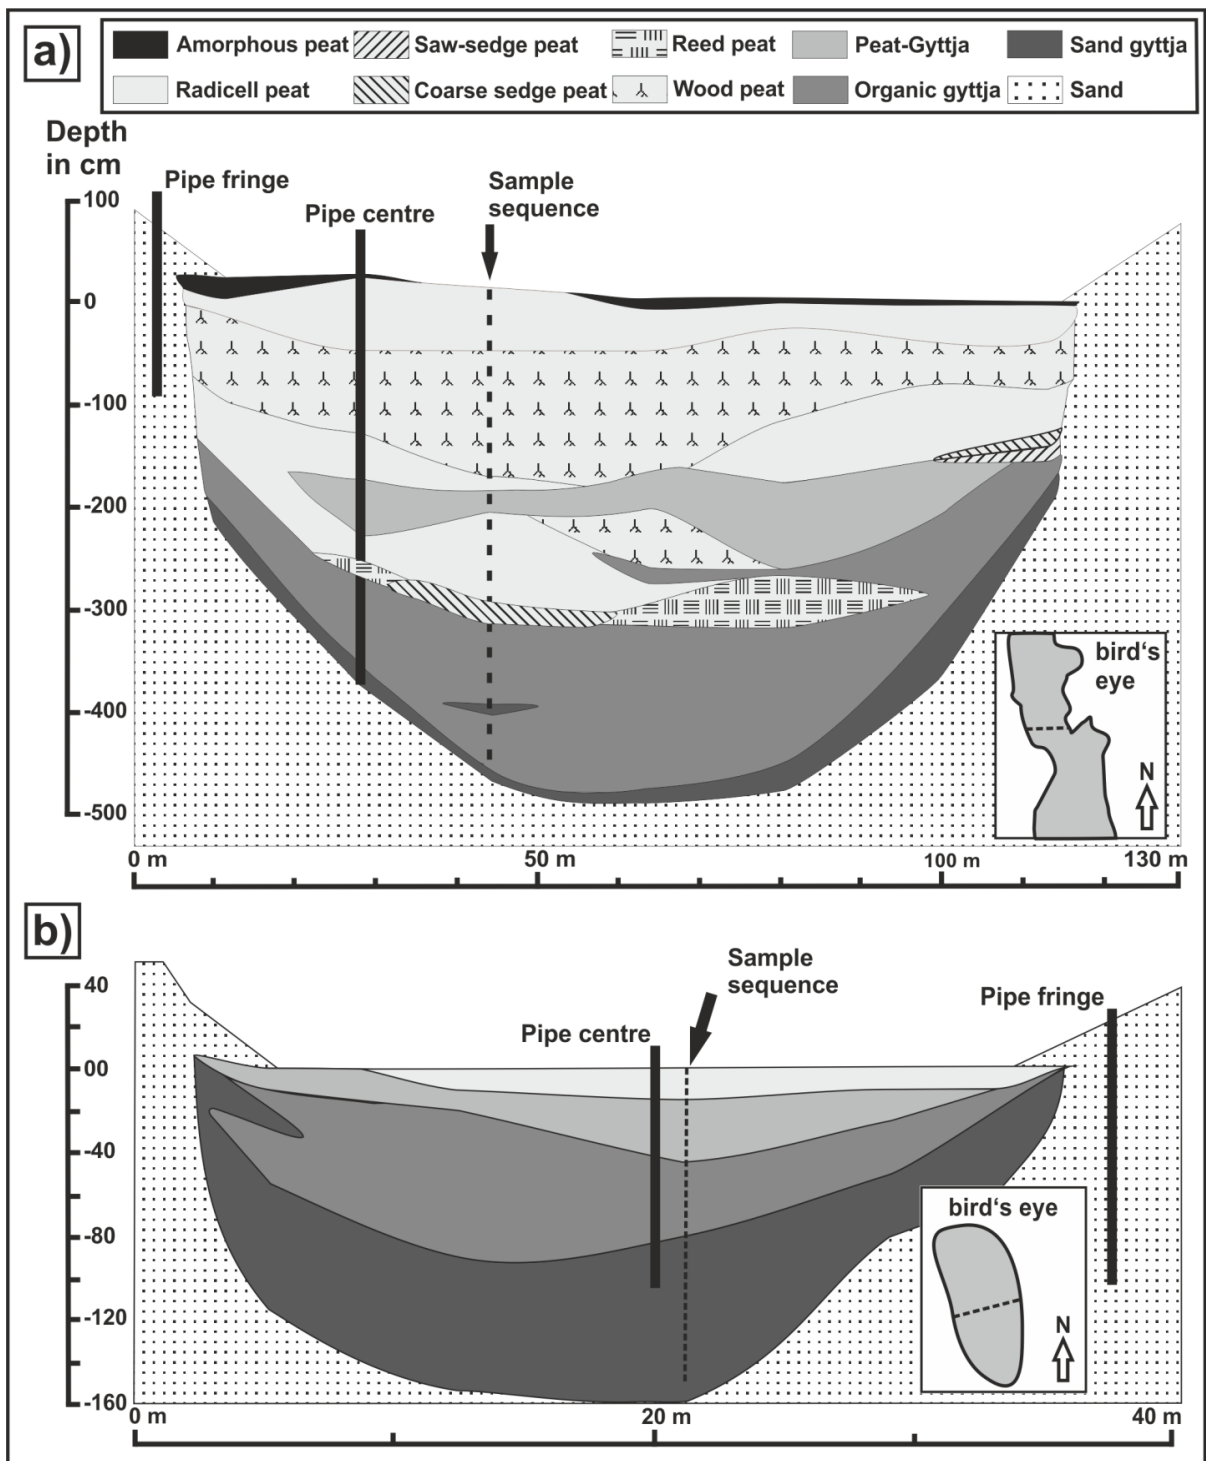 a)
Amorphous peat Saw-sedge peat Reed peat Peat-Gyttja Sand gyttja
Radicell peat Coarse sedge peat Wood peat Organic gyttja Sand
Depth
in cm
Pipe fringe
Pipe centre
Sample
sequence
100
0
-100
-200
-300
-400
-500
bird's
eye
N
0 m 50 m 100 m 130 m
b)
Sample
sequence
Pipe centre
Pipe fringe
40
00
-40
-80
-120
-160
bird's eye
N
0 m 20 m 40 m